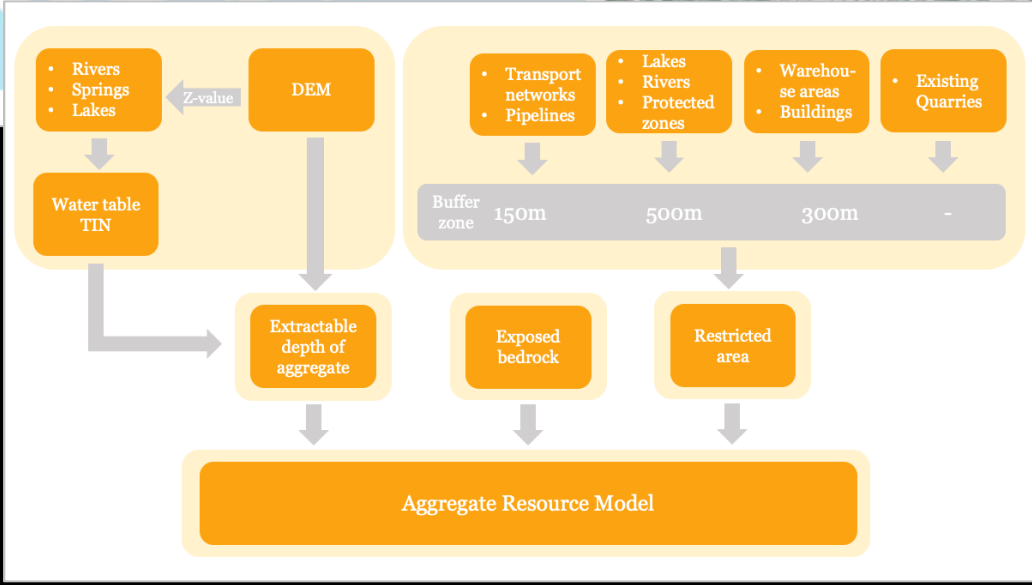 • Rivers
• Springs
• Lakes
Z-value
DEM
• Transport
networks
• Pipelines
• Lakes
• Rivers
• Protected
zones
• Warehou-
se areas
• Buildings
• Existing
Quarries
Water table
TIN
Buffer
zone
150m
500m
300m
-
Extractable
depth of
aggregate
Exposed
bedrock
Restricted
area
Aggregate Resource Model